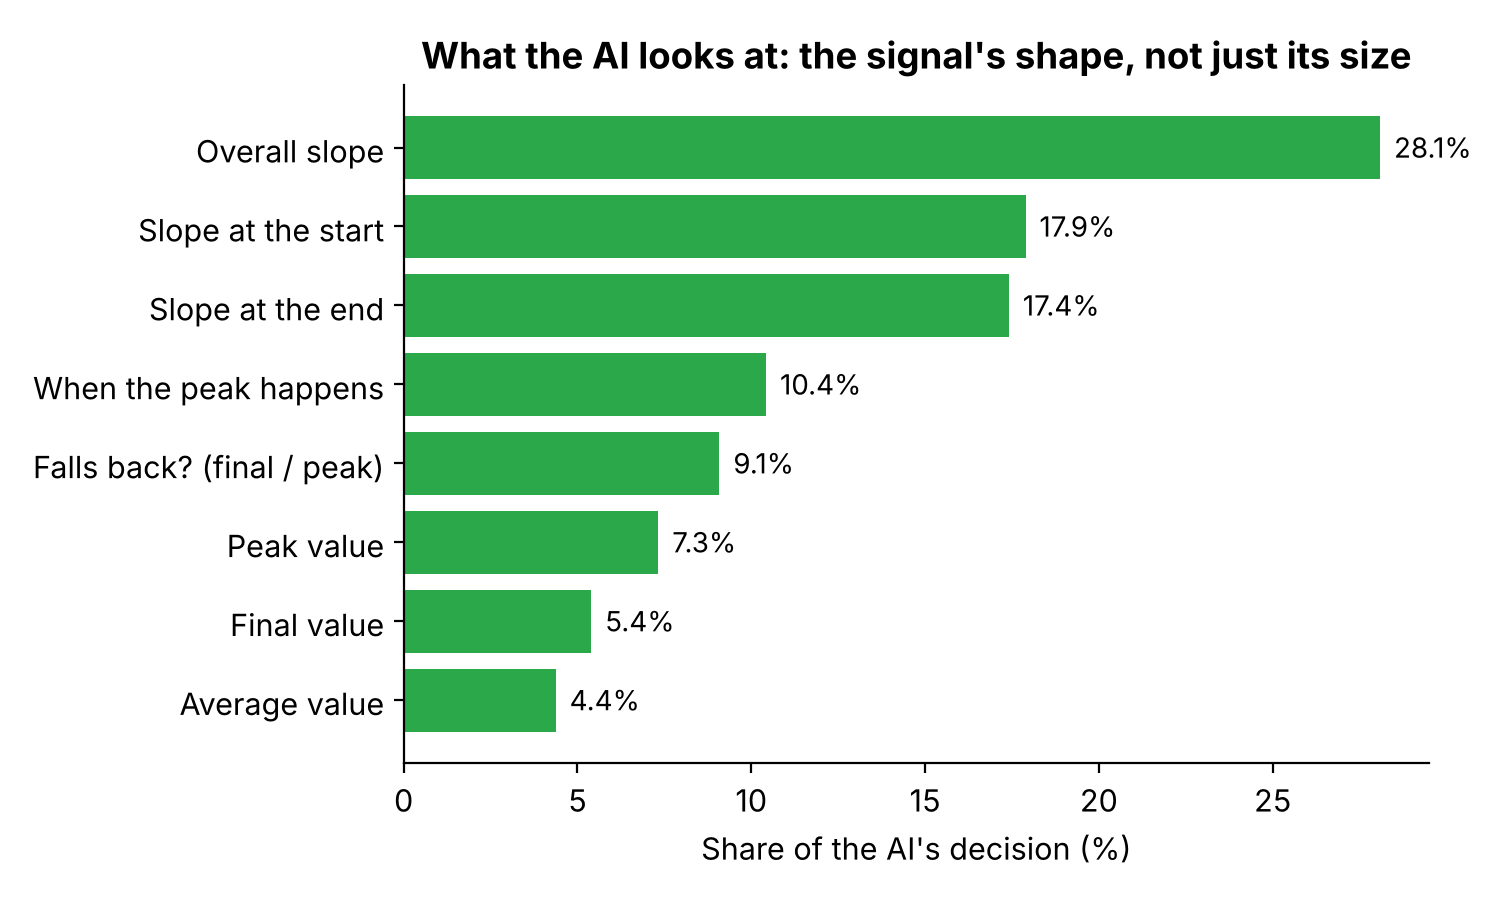 What the AI looks at: the signal's shape, not just its size
Overall slope
28.1%
Slope at the start
17.9%
Slope at the end
17.4%
When the peak happens
10.4%
Falls back? (final / peak)
9.1%
Peak value
7.3%
Final value
5.4%
Average value
4.4%
0 5 10 15 20 25
Share of the AI's decision (%)